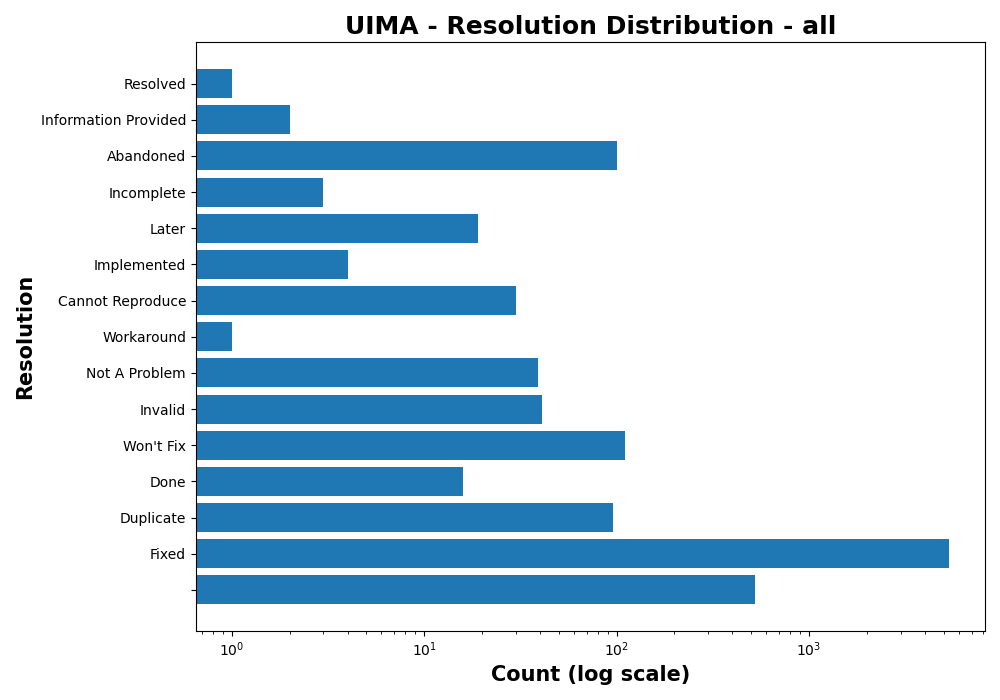 UIMA - Resolution Distribution - all
Resolved
Information Provided
Abandoned
Incomplete
Later
Implemented
Cannot Reproduce
Workaround
Not A Problem
Invalid
Won't Fix
Done
Duplicate
Fixed
Resolution
10⁰ 10¹ 10² 10³
Count (log scale)